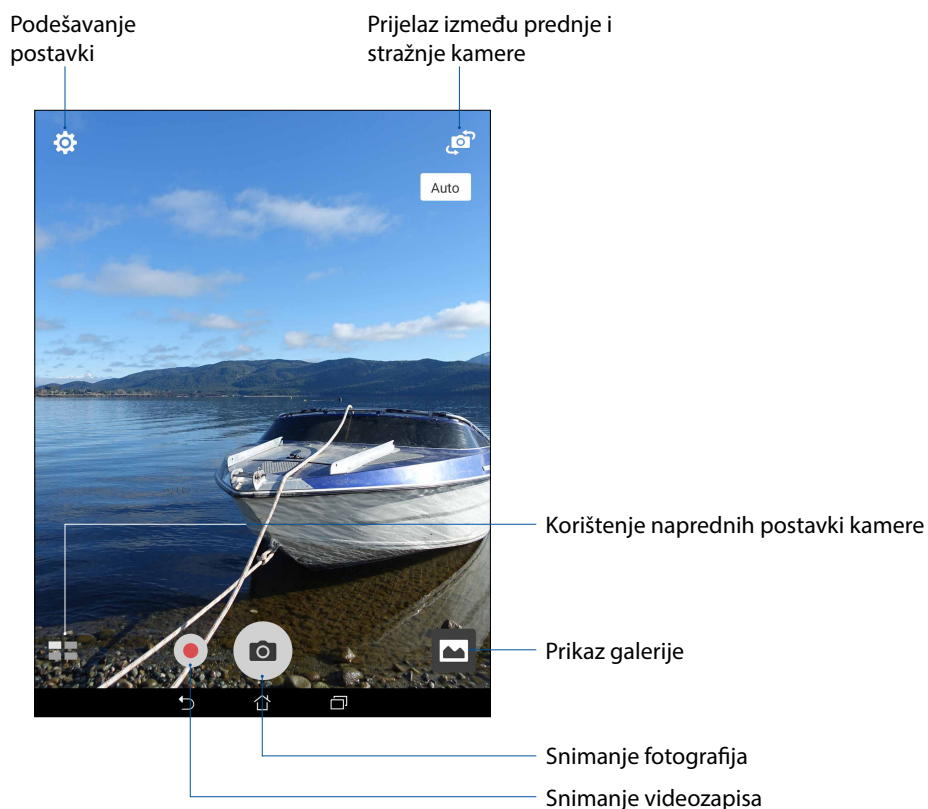 Podešavanje
postavki
Prijelaz između prednje i
stražnje kamere
Auto
Korištenje naprednih postavki kamere
Prikaz galerije
Snimanje fotografija
Snimanje videozapisa